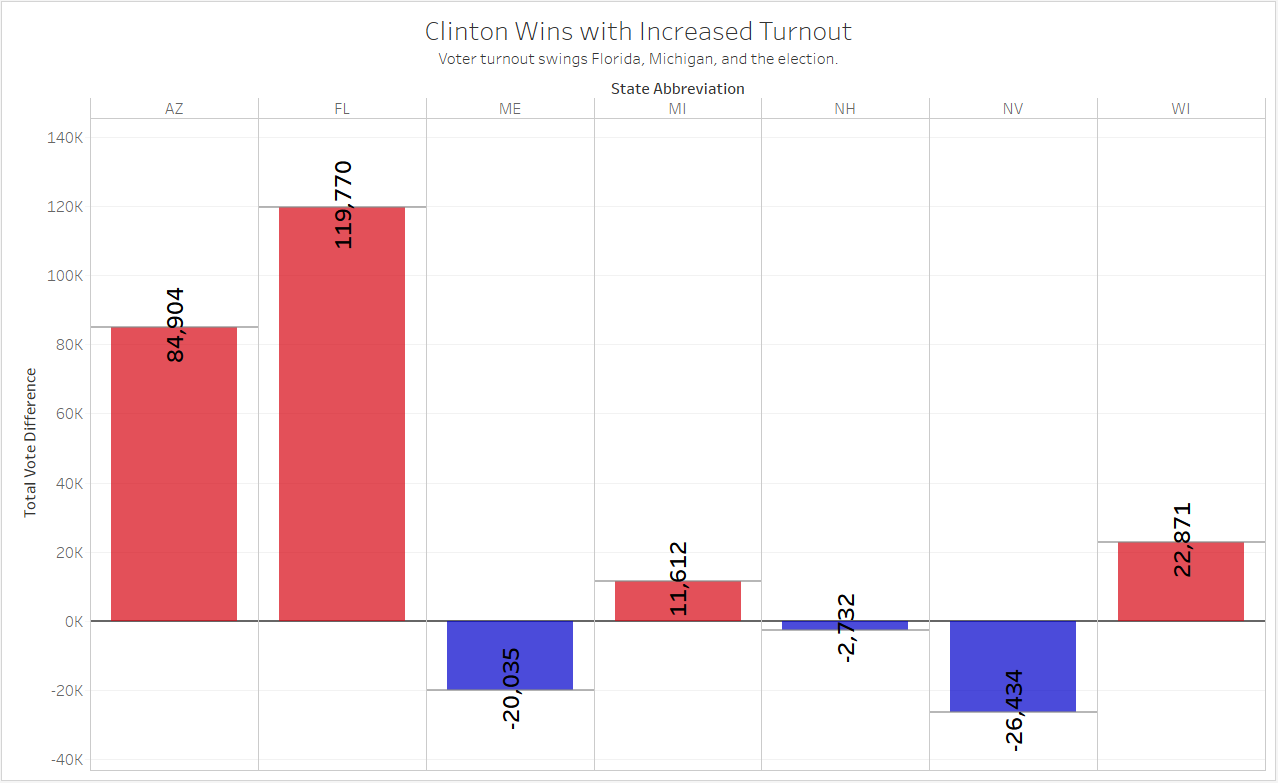 Clinton Wins with Increased Turnout
Voter turnout swings Florida, Michigan, and the election.
State Abbreviation
AZ FL ME MI NH NV WI
Total Vote Difference
140K
120K
100K
80K
60K
40K
20K
0K
-20K
-40K
84,904
119,770
-20,035
11,612
-2,732
-26,434
22,871